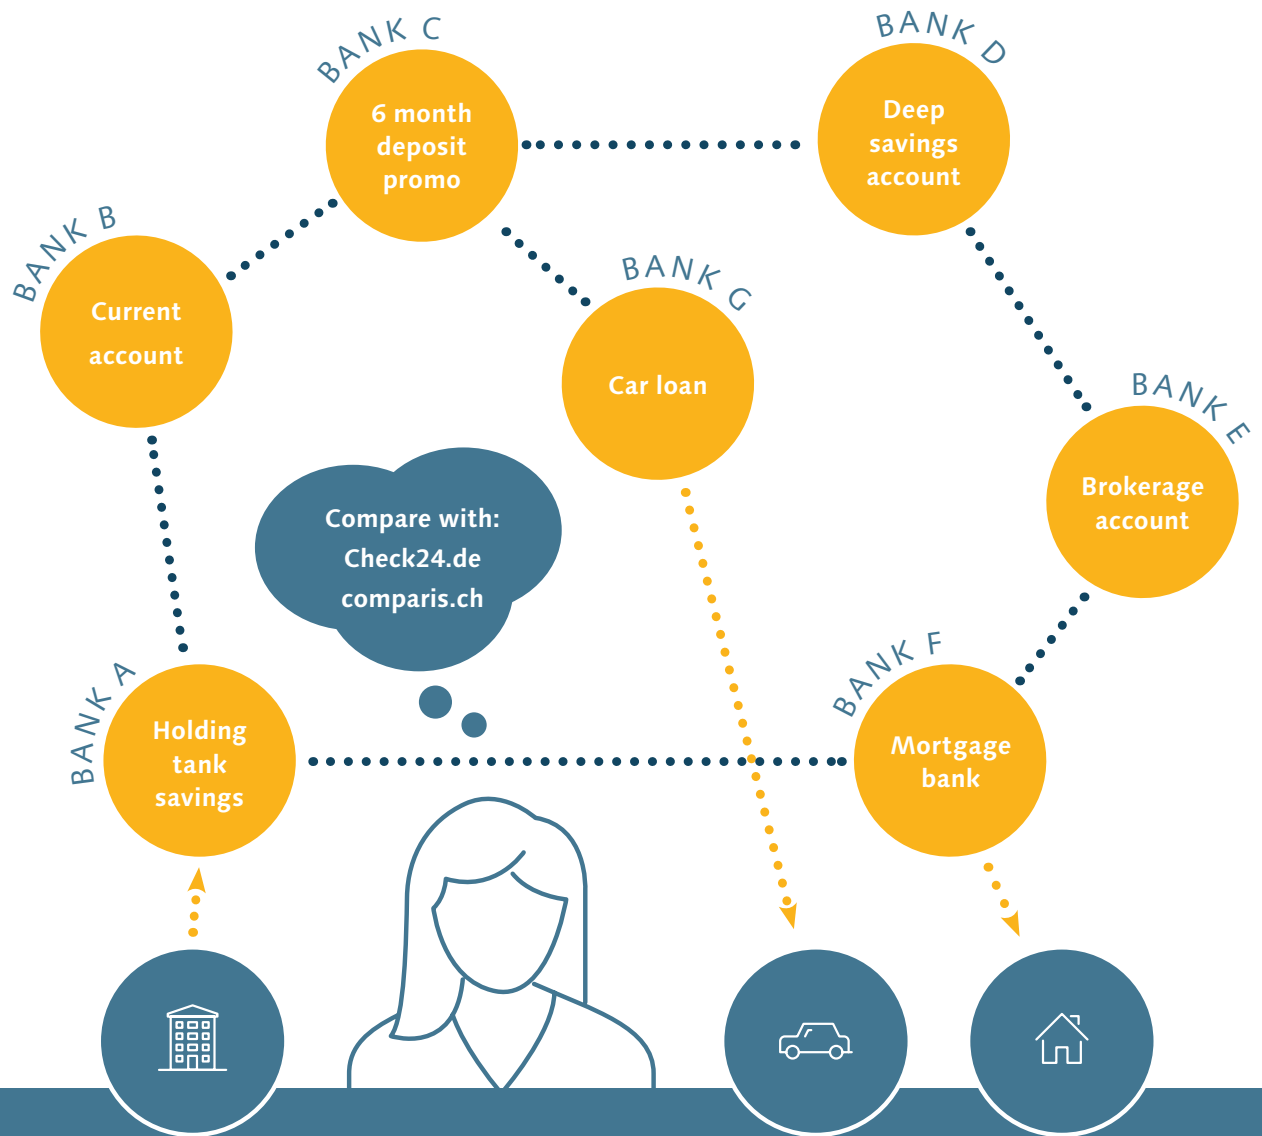 BANK C
6 month
deposit
promo
BANK D
Deep
savings
account
BANK B
Current
account
BANK G
Car loan
BANK E
Brokerage
account
Compare with:
Check24.de
comparis.ch
BANK A
Holding
tank
savings
BANK F
Mortgage
bank